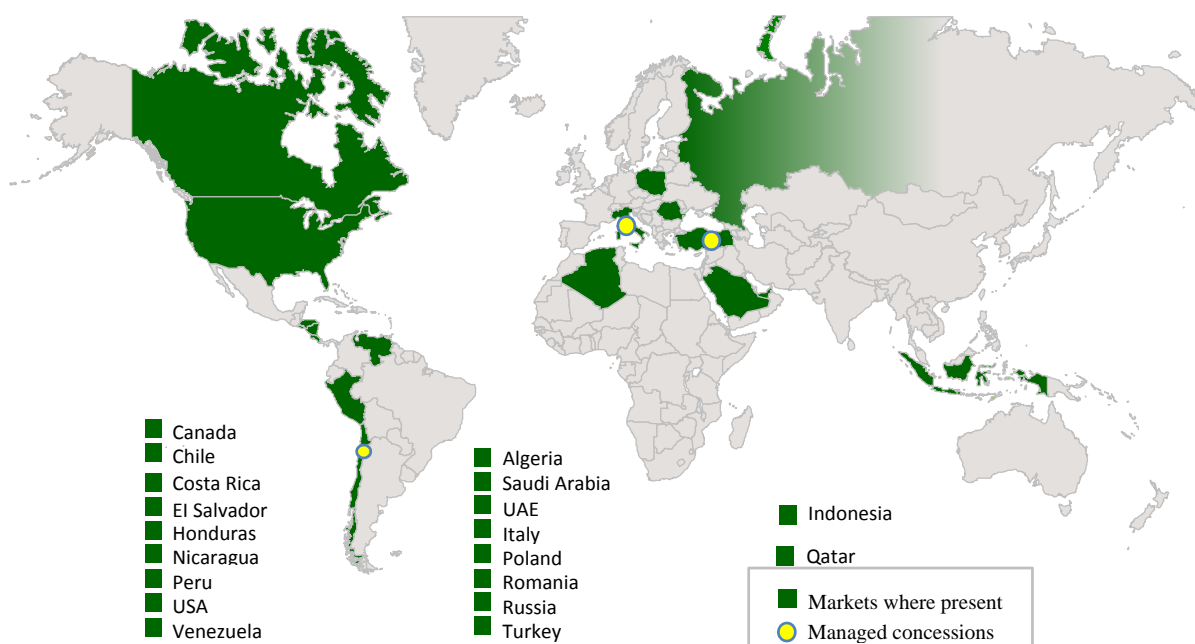 Canada
Chile
Costa Rica
El Salvador
Honduras
Nicaragua
Peru
USA
Venezuela
Algeria
Saudi Arabia
UAE
Italy
Poland
Romania
Russia
Turkey
Indonesia
Qatar
Markets where present
Managed concessions